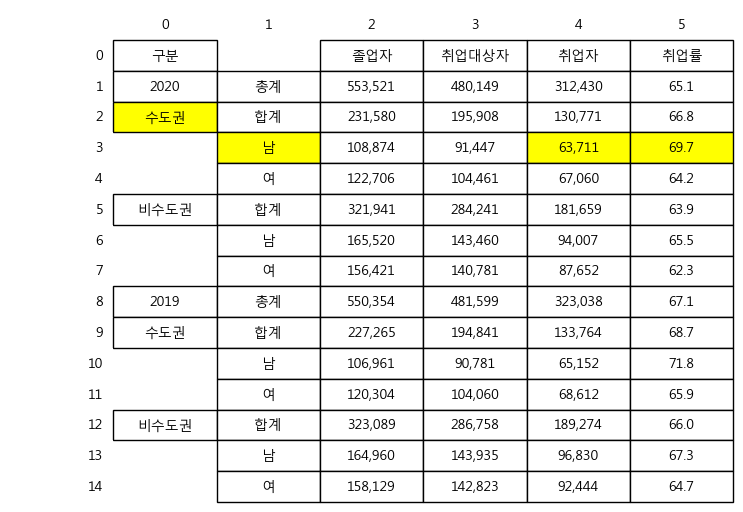 0 1 2 3 4 5
0 구분 졸업자 취업대상자 취업자 취업률
1 2020 총계 553,521 480,149 312,430 65.1
2 수도권 합계 231,580 195,908 130,771 66.8
3 남 108,874 91,447 63,711 69.7
4 여 122,706 104,461 67,060 64.2
5 비수도권 합계 321,941 284,241 181,659 63.9
6 남 165,520 143,460 94,007 65.5
7 여 156,421 140,781 87,652 62.3
8 2019 총계 550,354 481,599 323,038 67.1
9 수도권 합계 227,265 194,841 133,764 68.7
10 남 106,961 90,781 65,152 71.8
11 여 120,304 104,060 68,612 65.9
12 비수도권 합계 323,089 286,758 189,274 66.0
13 남 164,960 143,935 96,830 67.3
14 여 158,129 142,823 92,444 64.7